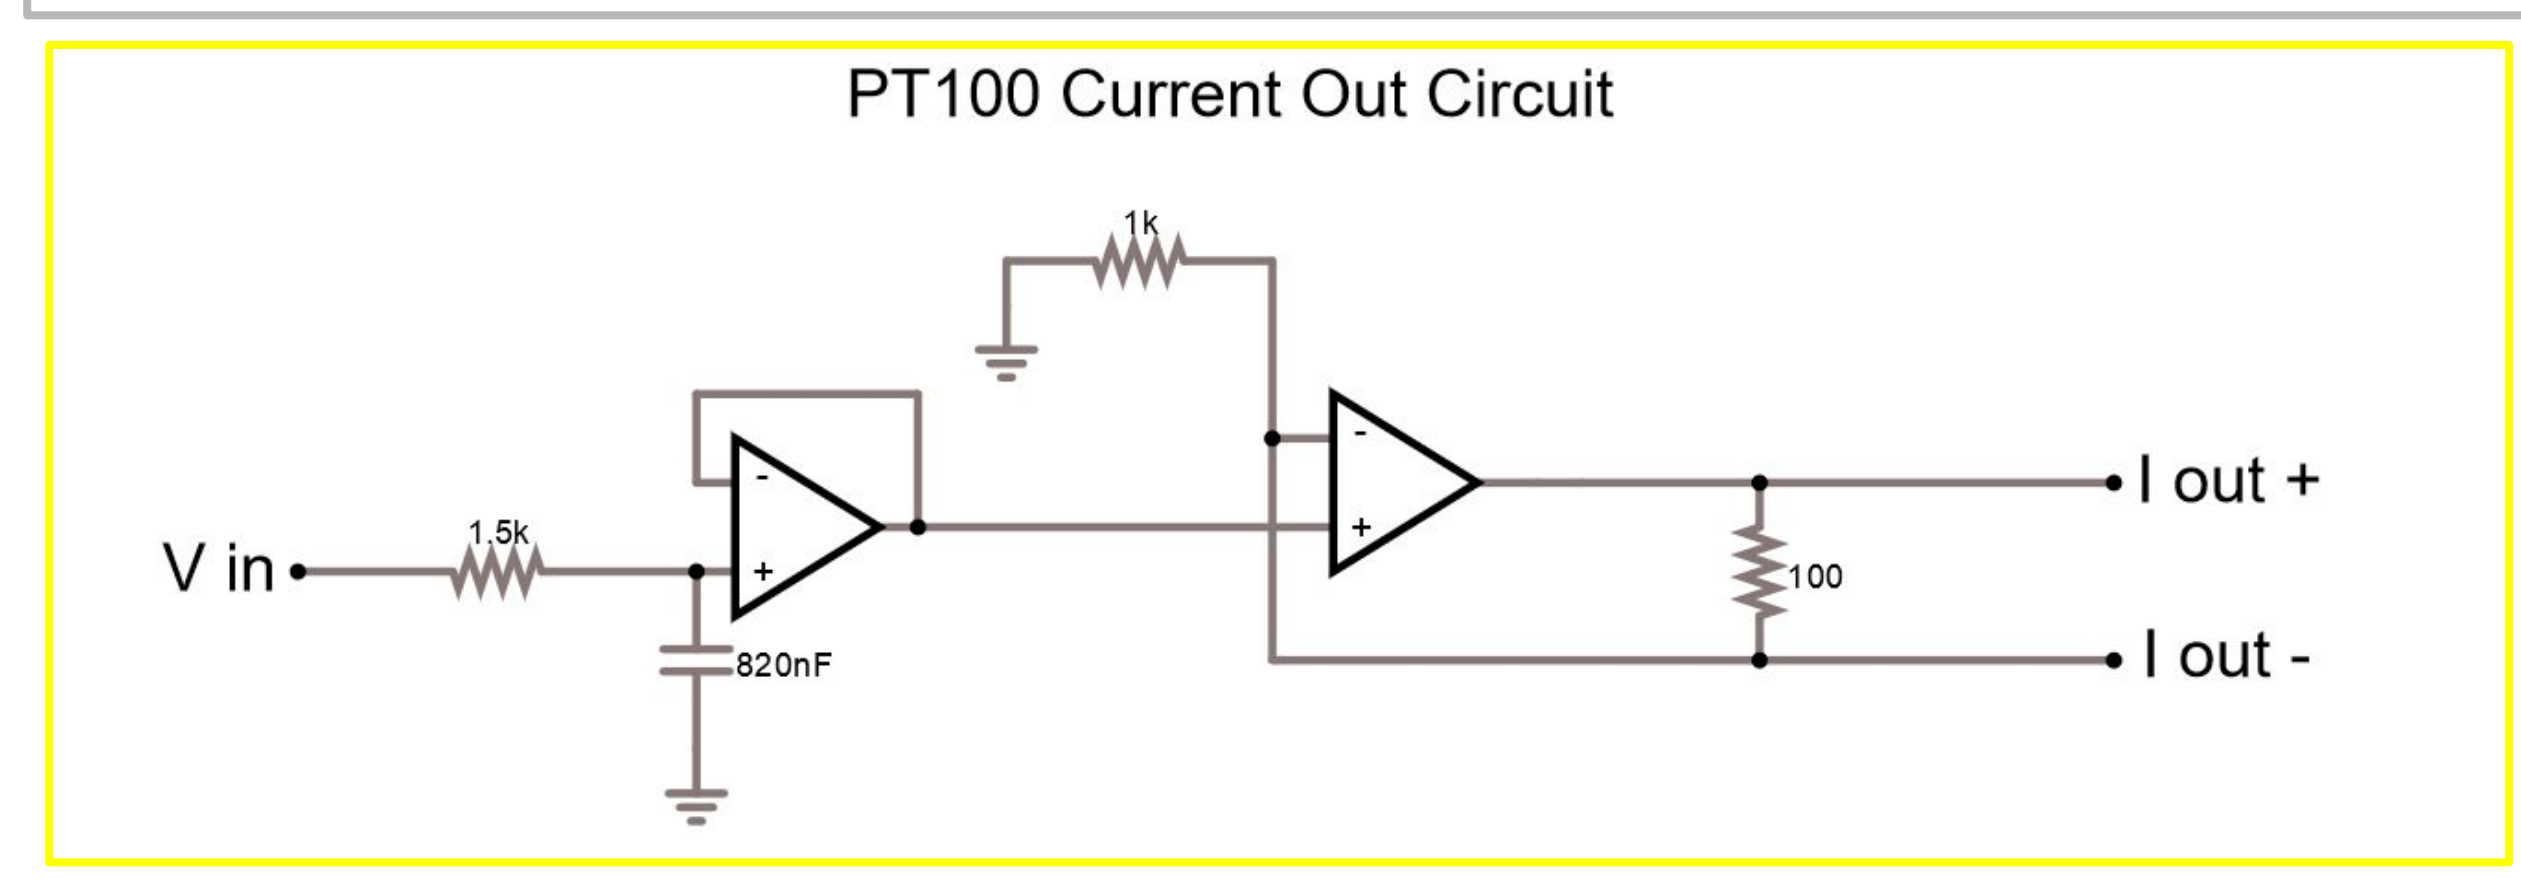 PT100 Current Out Circuit
1k
-
+
I out +
-
+
1.5k
V in
100
820nF
I out -